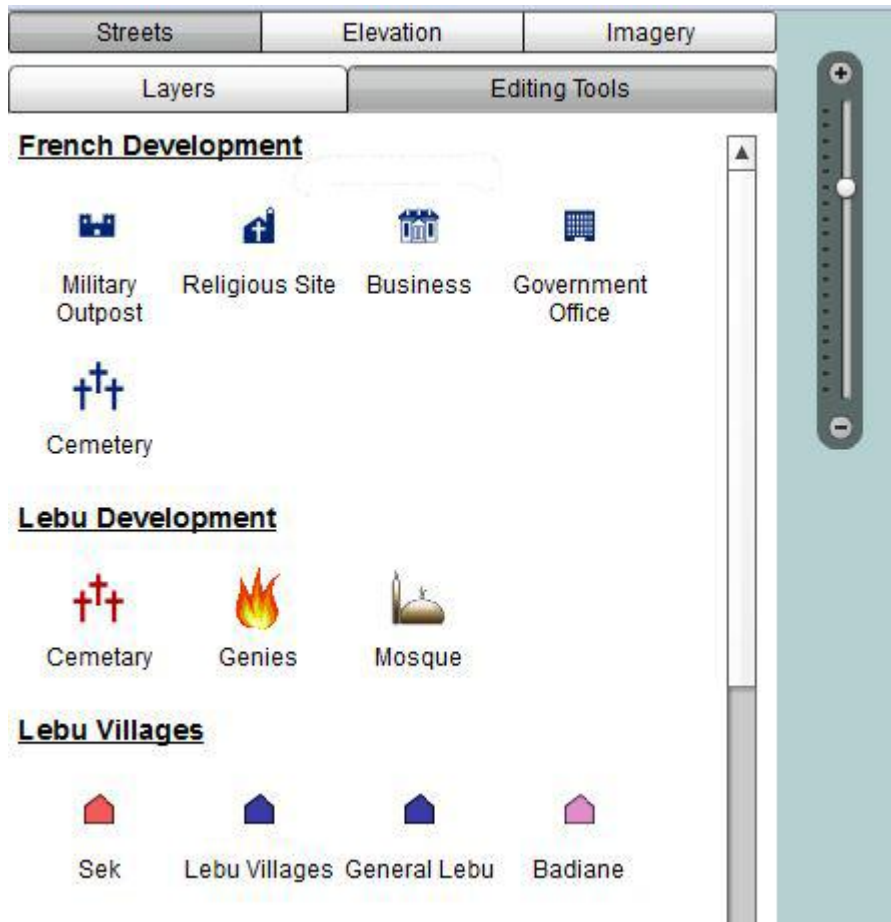 Streets Elevation Imagery
Layers Editing Tools
French Development
Military Religious Site Business Government
Outpost Office
Cemetery
Lebu Development
Cemetary Genies Mosque
Lebu Villages
Sek Lebu Villages General Lebu Badiane